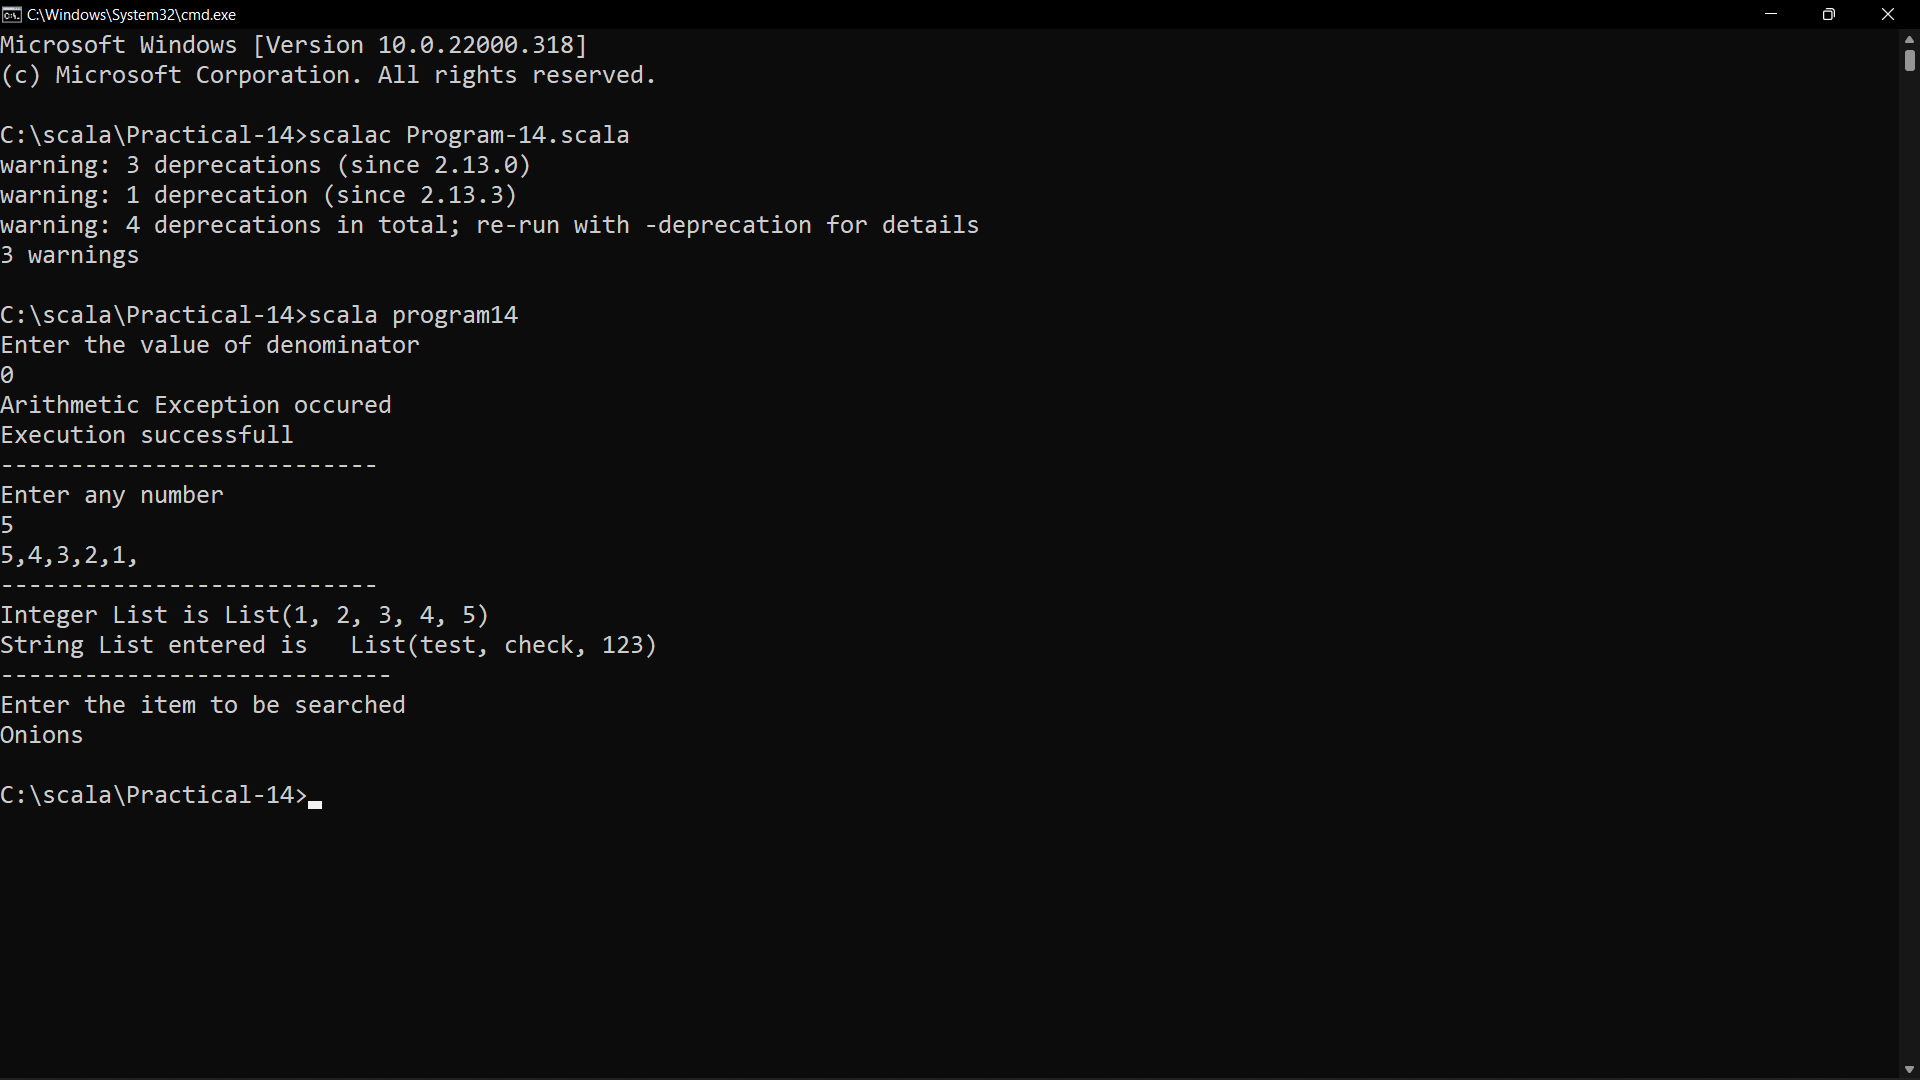 C:\Windows\System32\cmd.exe
Microsoft Windows [Version 10.0.22000.318]
(c) Microsoft Corporation. All rights reserved.
C:\scala\Practical-14>scalac Program-14.scala
warning: 3 deprecations (since 2.13.0)
warning: 1 deprecation (since 2.13.3)
warning: 4 deprecations in total; re-run with -deprecation for details
3 warnings
C:\scala\Practical-14>scala program14
Enter the value of denominator
0
Arithmetic Exception occured
Execution successfull
---------------------------
Enter any number
5
5,4,3,2,1,
---------------------------
Integer List is List(1, 2, 3, 4, 5)
String List entered is   List(test, check, 123)
----------------------------
Enter the item to be searched
Onions
C:\scala\Practical-14>